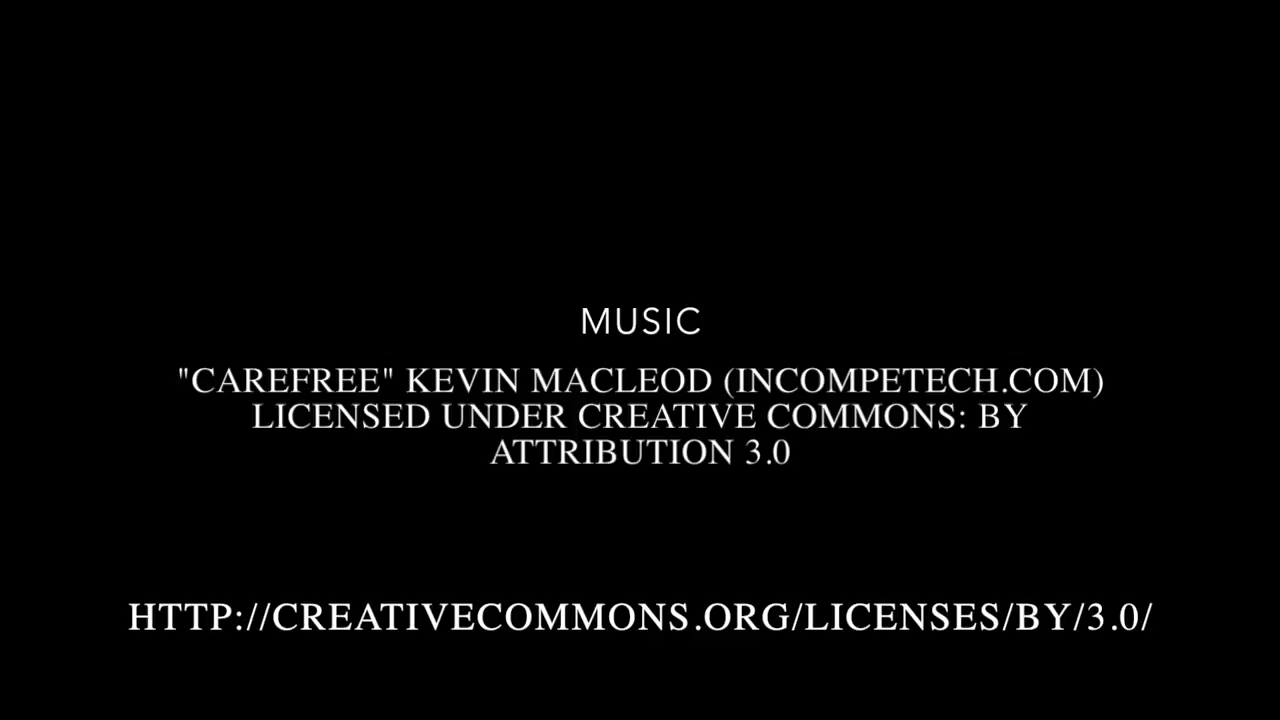 MUSIC
"CAREFREE" KEVIN MACLEOD (INCOMPETECH.COM)
LICENSED UNDER CREATIVE COMMONS: BY
ATTRIBUTION 3.0
HTTP://CREATIVECOMMONS.ORG/LICENSES/BY/3.0/